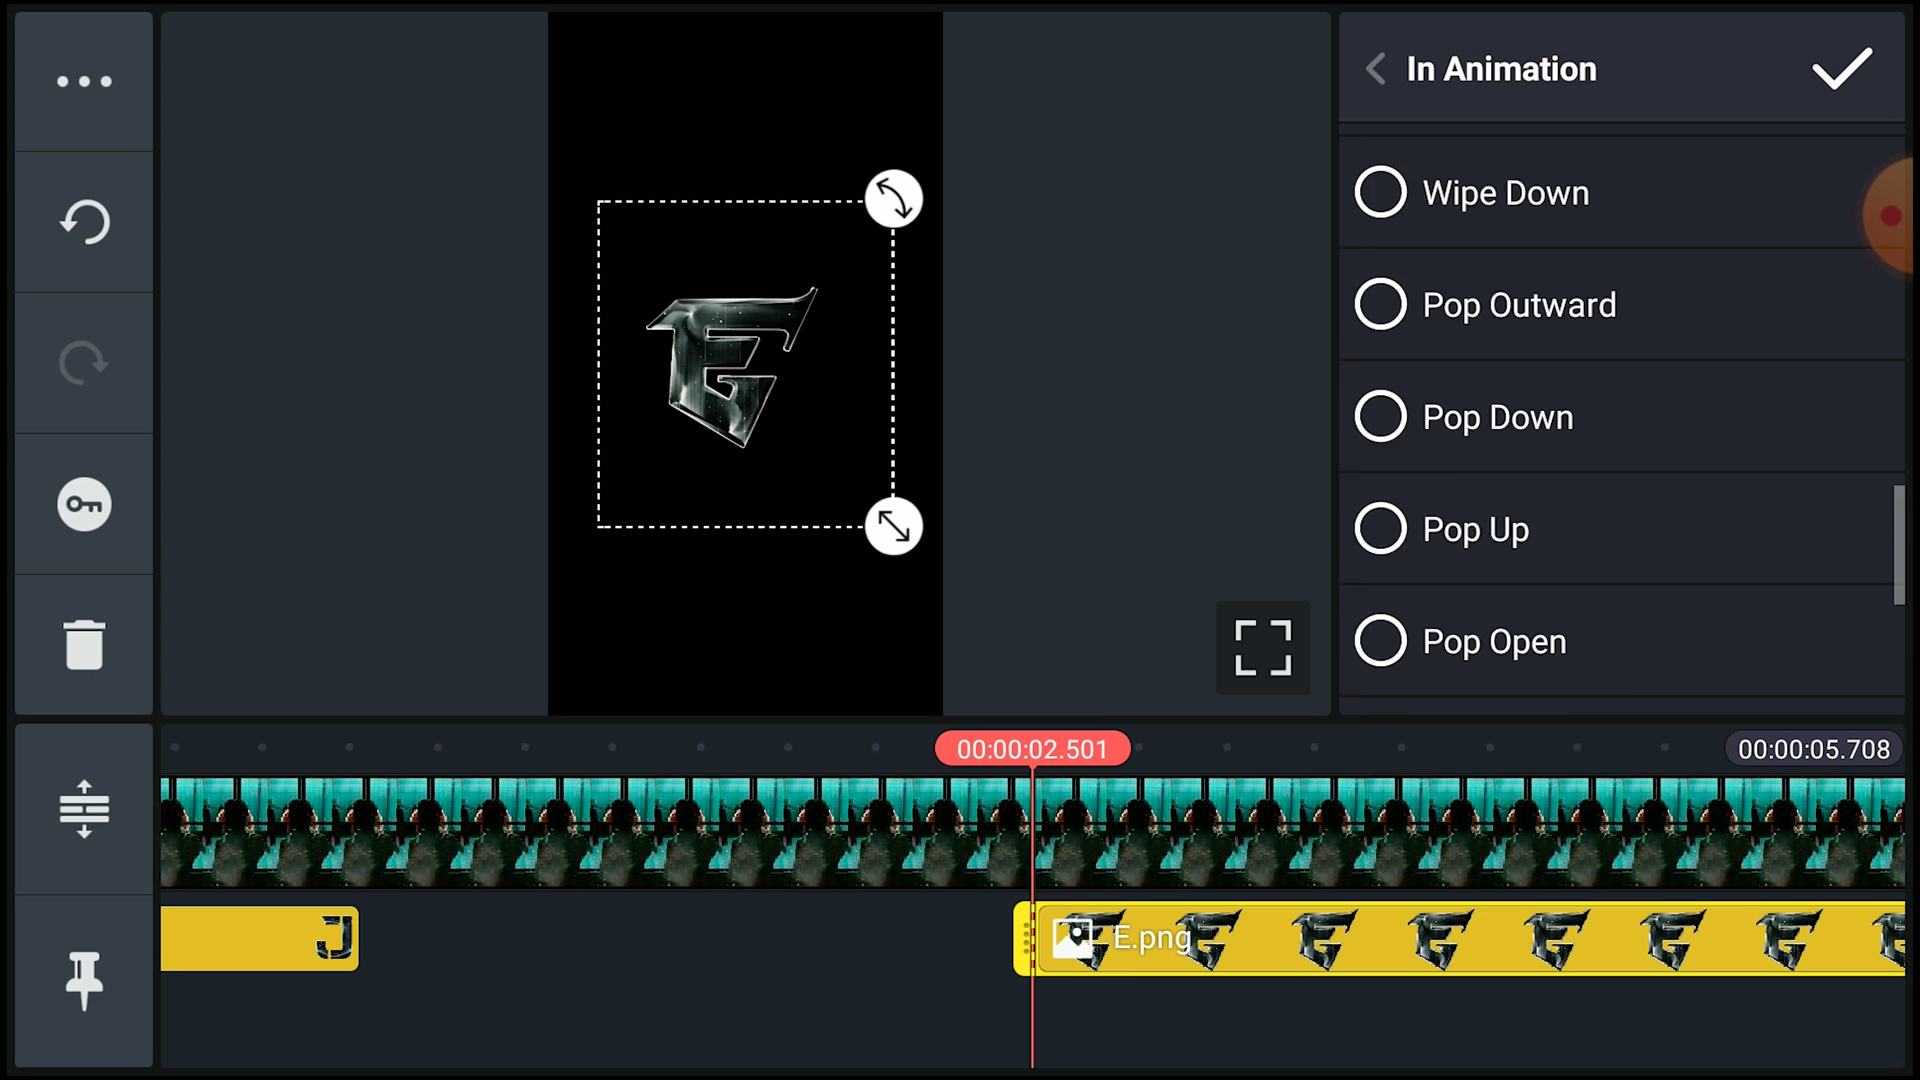 In Animation
Wipe Down
Pop Outward
Pop Down
Pop Up
Pop Open
E
00:00:02.501
00:00:05.708
J
E.png